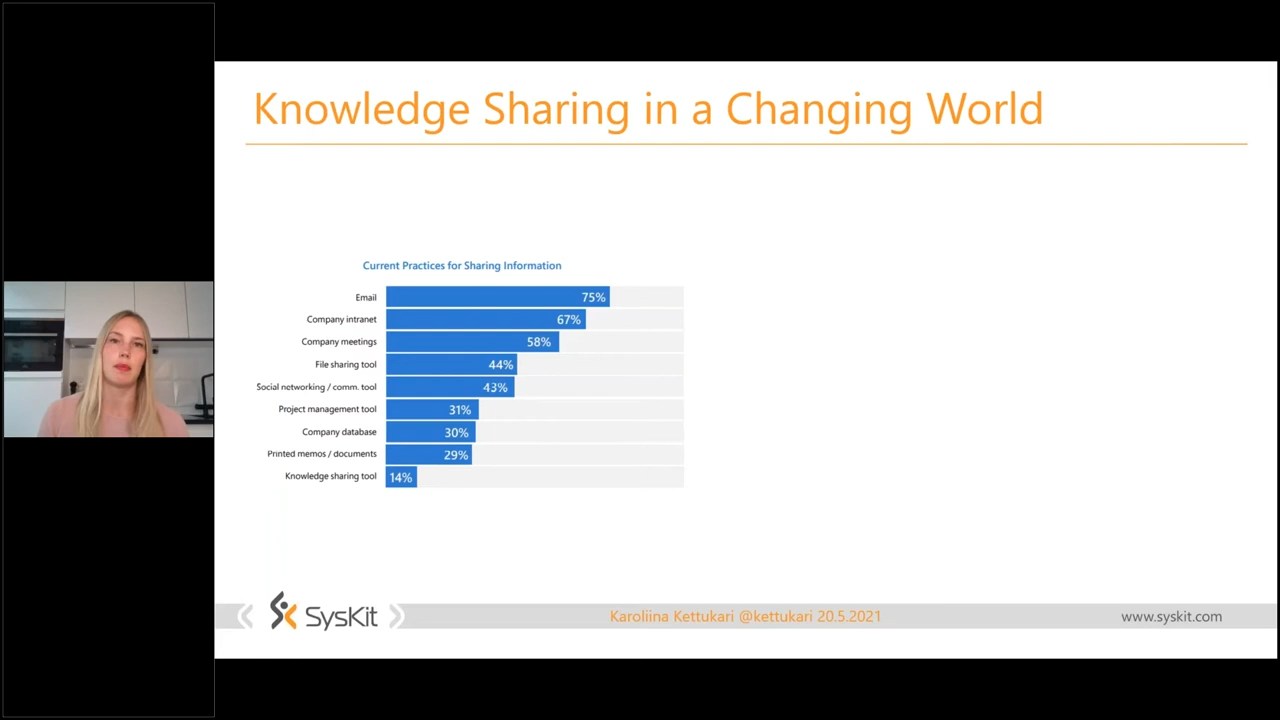 Knowledge Sharing in a Changing World
Current Practices for Sharing Information
Email 75%
Company intranet 67%
Company meetings 58%
File sharing tool 44%
Social networking / comm. tool 43%
Project management tool 31%
Company database 30%
Printed memos / documents 29%
Knowledge sharing tool 14%
SysKit Karoliina Kettukari @kettukari 20.5.2021 www.syskit.com